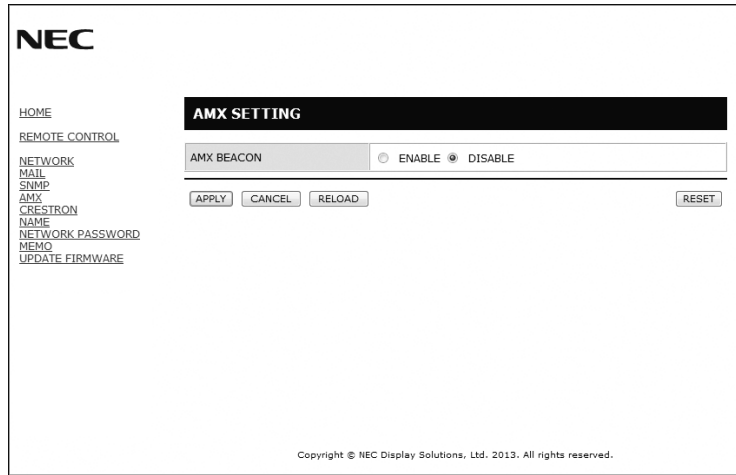 NEC
HOME
REMOTE CONTROL
NETWORK
MAIL
SNMP
AMX
CRESTRON
NAME
NETWORK PASSWORD
MEMO
UPDATE FIRMWARE
AMX SETTING
AMX BEACON ENABLE DISABLE
APPLY CANCEL RELOAD RESET
Copyright © NEC Display Solutions, Ltd. 2013. All rights reserved.